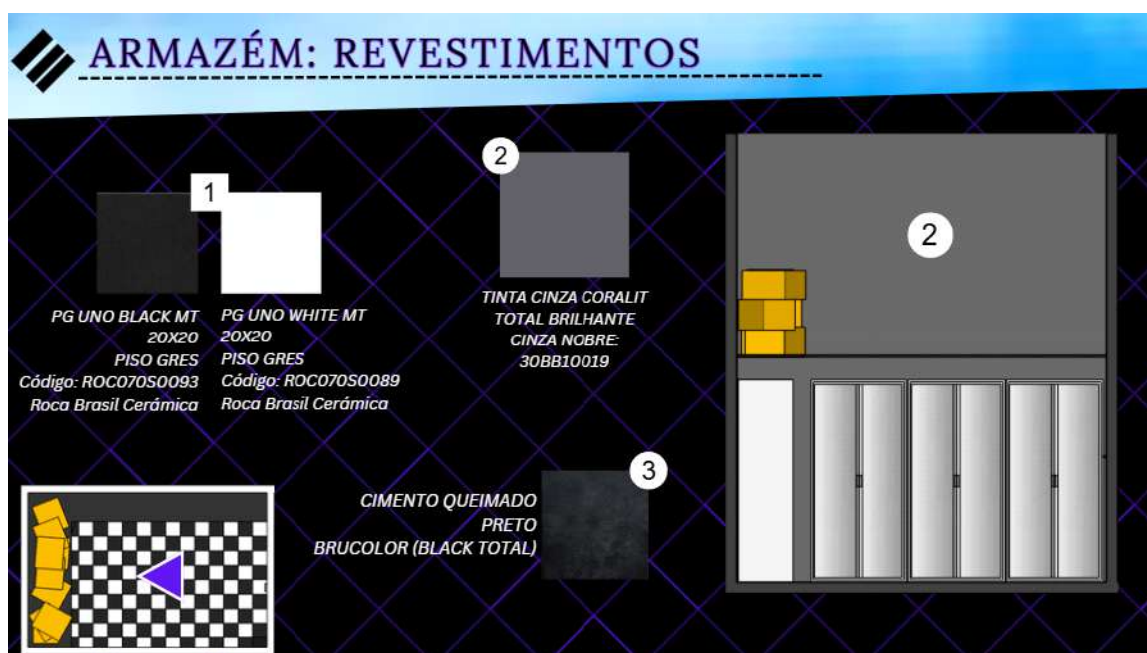 ARMAZÉM: REVESTIMENTOS
1
PG UNO BLACK MT
20X20
PISO GRES
Código: ROC070S0093
Roca Brasil Cerámica
PG UNO WHITE MT
20X20
PISO GRES
Código: ROC070S0089
Roca Brasil Cerámica
2
TINTA CINZA CORALIT
TOTAL BRILHANTE
CINZA NOBRE:
30BB10019
2
3
CIMENTO QUEIMADO
PRETO
BRUCOLOR (BLACK TOTAL)